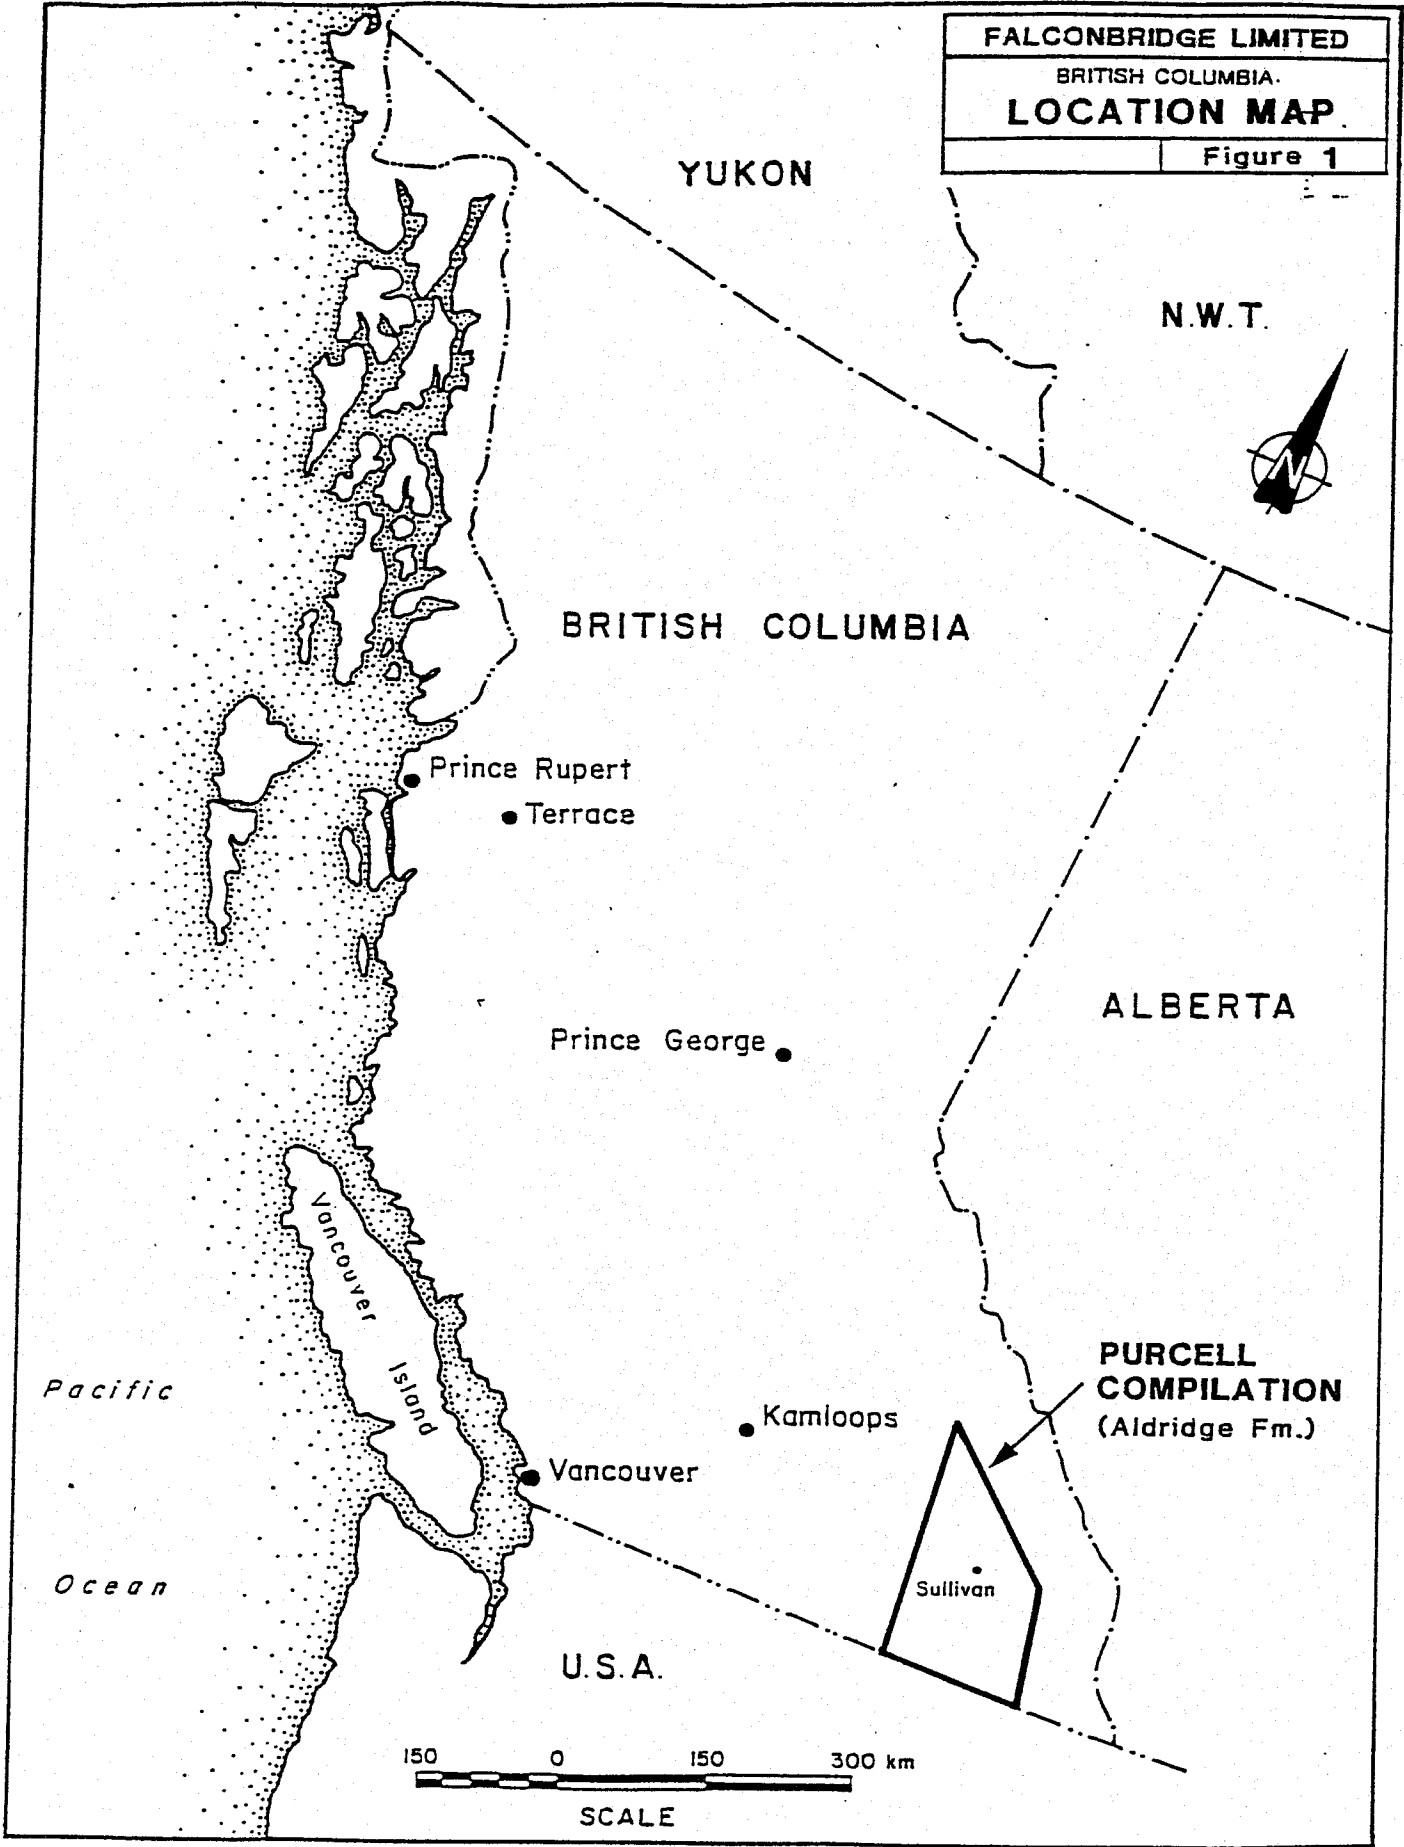 FALCONBRIDGE LIMITED
BRITISH COLUMBIA.
LOCATION MAP
Figure 1
YUKON
N.W.T.
N
BRITISH COLUMBIA
Prince Rupert
Terrace
Prince George
ALBERTA
Vancouver
Island
PURCELL
COMPILATION
(Aldridge Fm.)
Pacific
Kamloops
Vancouver
Ocean
Sullivan
U.S.A.
150 0 150 300 km
SCALE